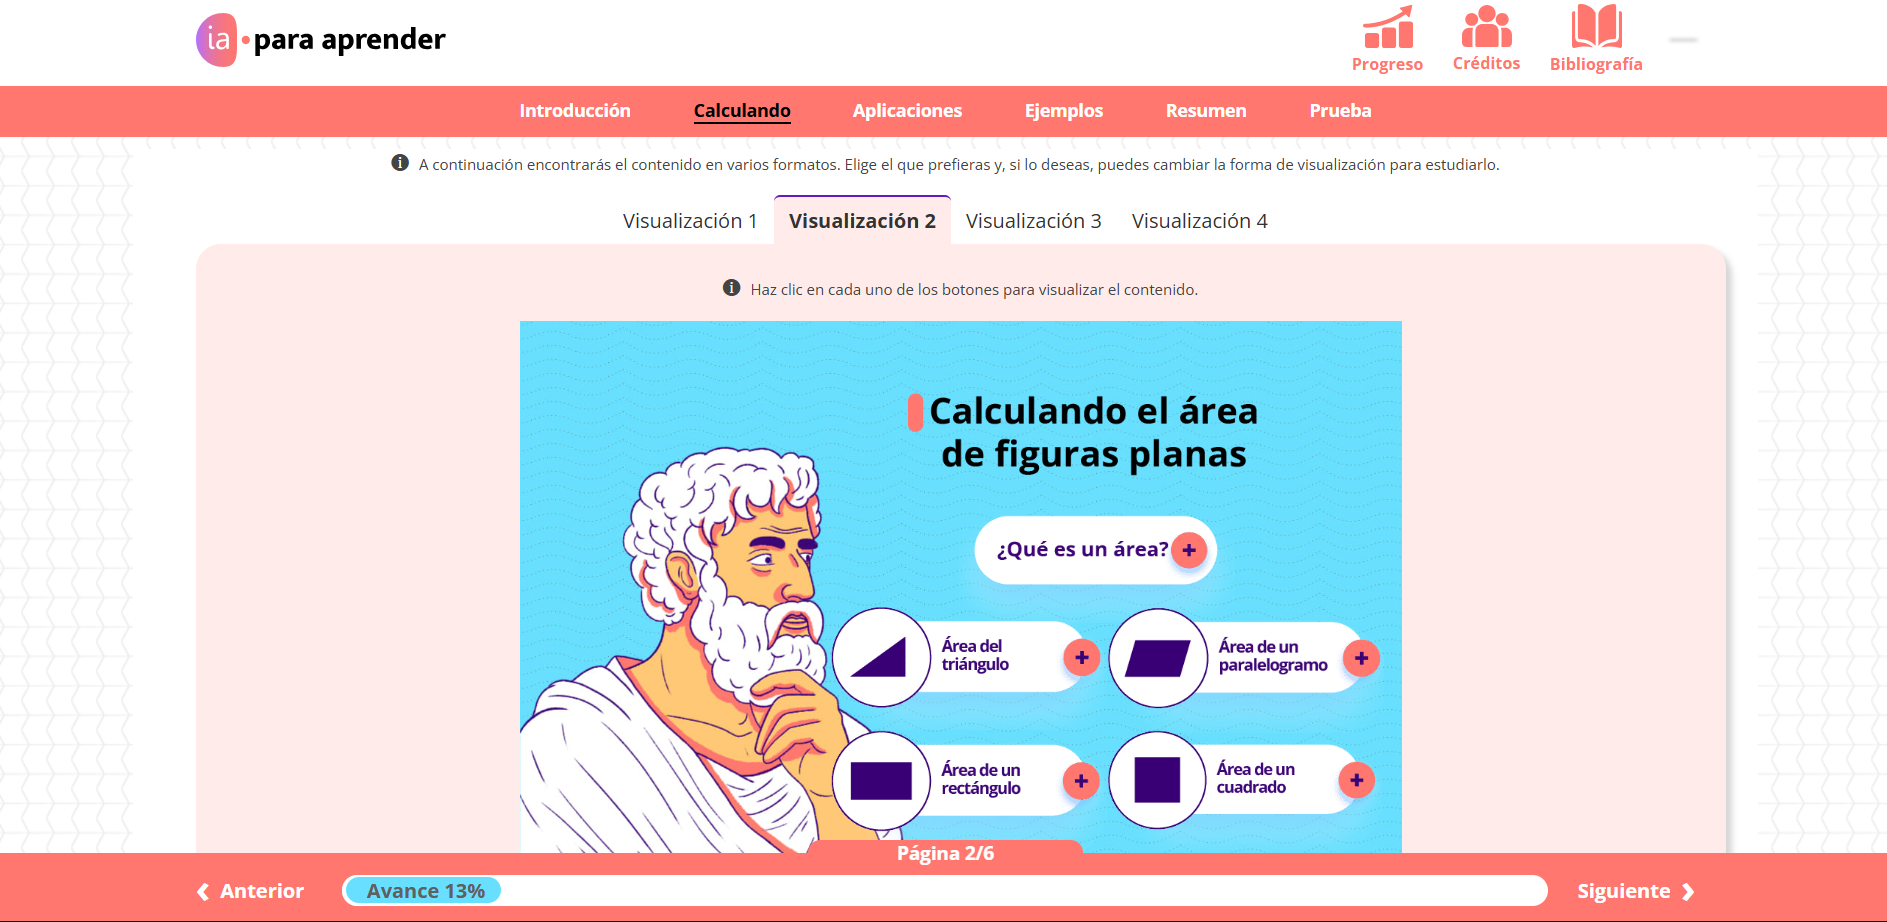 ia para aprender
Progreso
Créditos
Bibliografía
Introducción
Calculando
Aplicaciones
Ejemplos
Resumen
Prueba
A continuación encontrarás el contenido en varios formatos. Elige el que prefieras y, si lo deseas, puedes cambiar la forma de visualización para estudiarlo.
Visualización 1
Visualización 2
Visualización 3
Visualización 4
Haz clic en cada uno de los botones para visualizar el contenido.
Calculando el área
de figuras planas
¿Qué es un área?
Área del
triángulo
Área de un
paralelogramo
Área de un
rectángulo
Área de un
cuadrado
Página 2/6
Anterior
Avance 13%
Siguiente